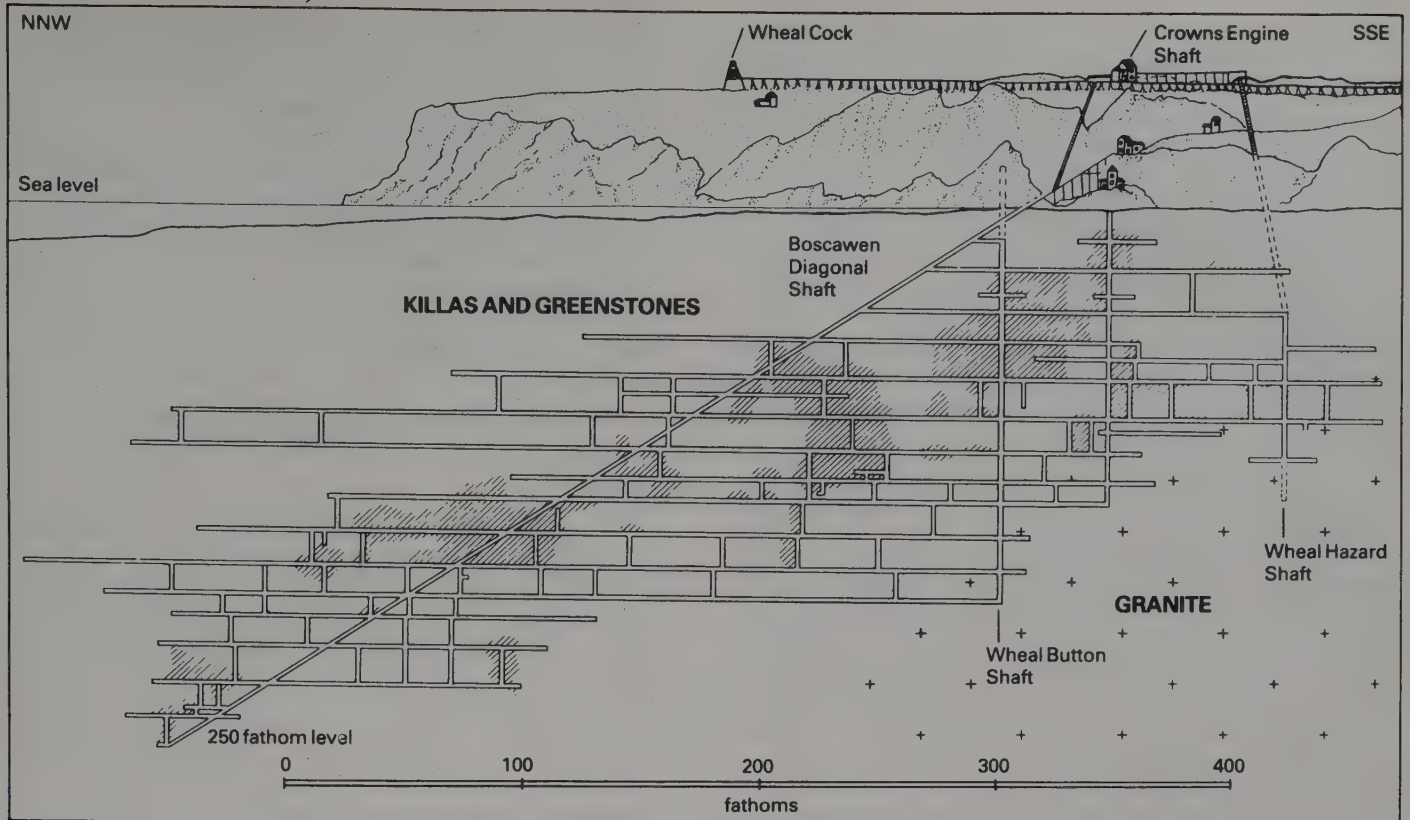 NNW
Wheal Cock
Crowns Engine
Shaft
SSE
Sea level
Boscawen
Diagonal
Shaft
KILLAS AND GREENSTONES
Wheal Hazard
Shaft
GRANITE
Wheal Button
Shaft
250 fathom level
0
100
200
300
400
fathoms